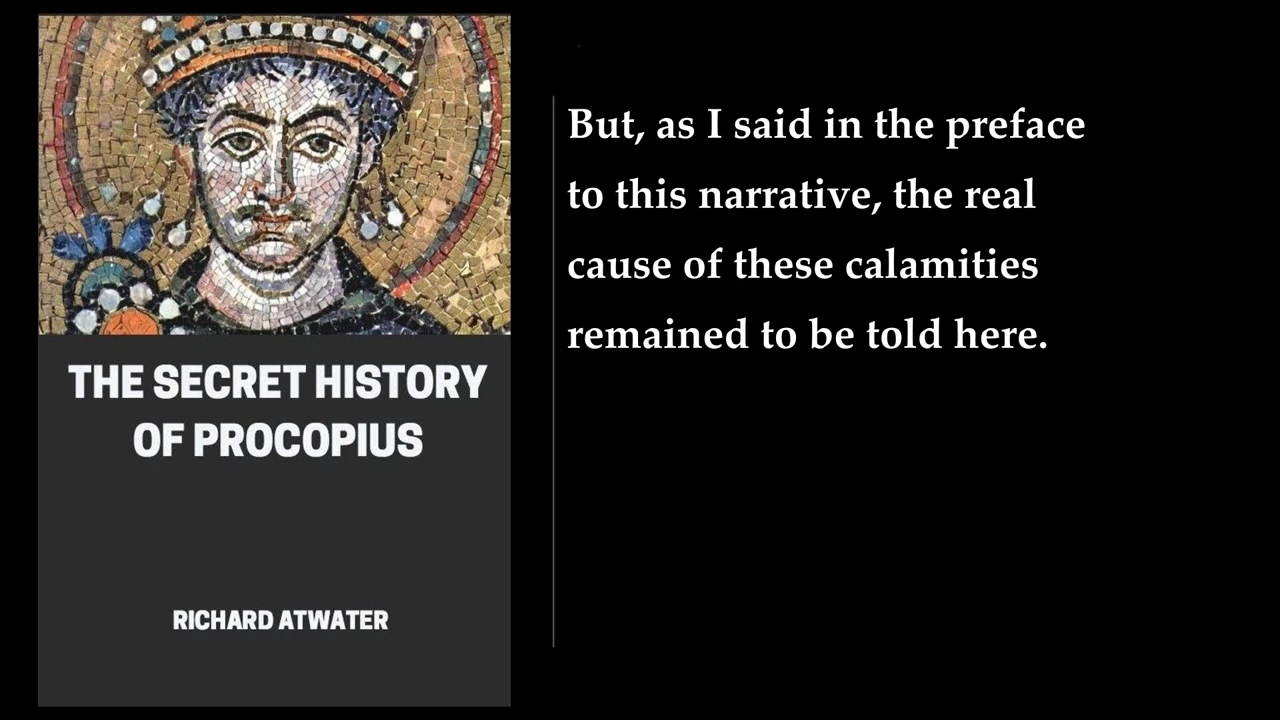 THE SECRET HISTORY
OF PROCOPIUS
RICHARD ATWATER
But, as I said in the preface
to this narrative, the real
cause of these calamities
remained to be told here.